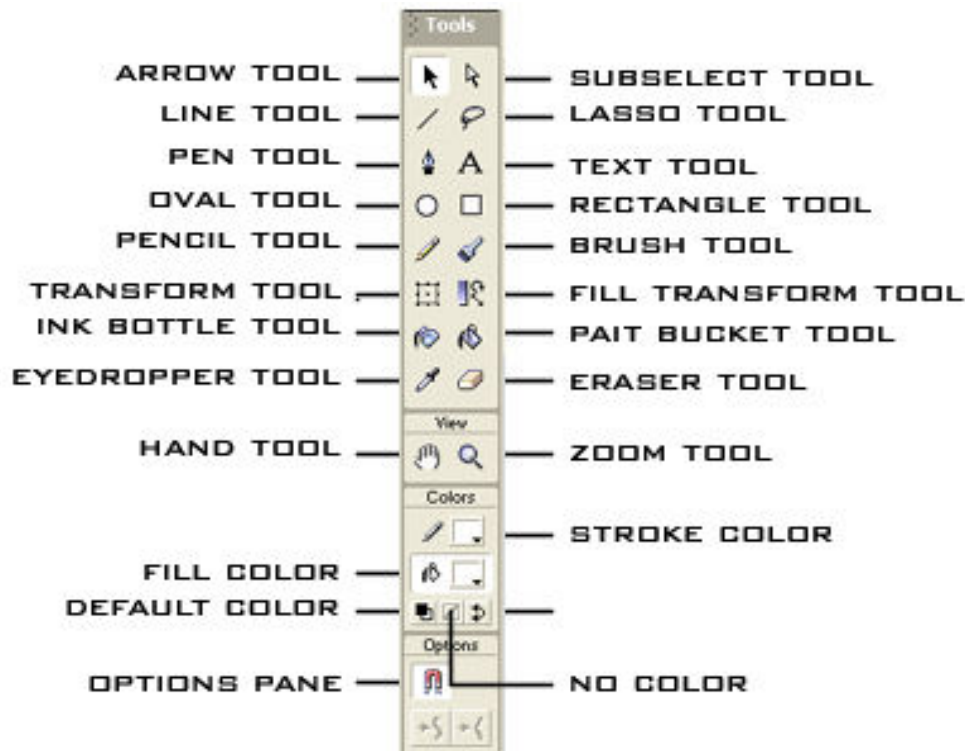 Tools
ARROW TOOL
SUBSELECT TOOL
LINE TOOL
LASSO TOOL
PEN TOOL
A
TEXT TOOL
OVAL TOOL
RECTANGLE TOOL
PENCIL TOOL
BRUSH TOOL
TRANSFORM TOOL
FILL TRANSFORM TOOL
INK BOTTLE TOOL
PAIT BUCKET TOOL
EYEDROPPER TOOL
ERASER TOOL
View
HAND TOOL
ZOOM TOOL
Colors
STROKE COLOR
FILL COLOR
DEFAULT COLOR
Options
OPTIONS PANE
NO COLOR